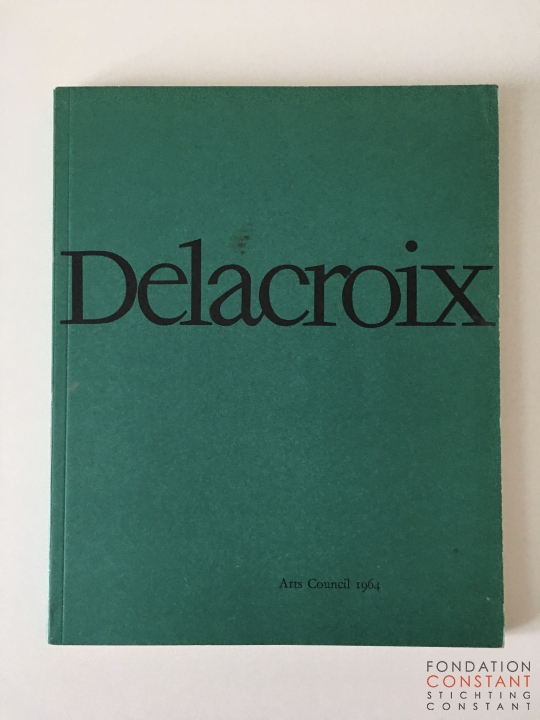 Delacroix
Arts Council 1964
FONDATION
CONSTANT
STICHTING
CONSTANT